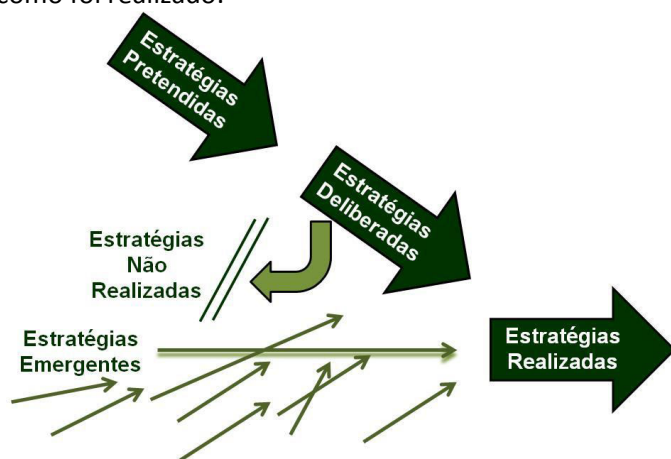 como foi realizado.
Estratégias
Pretendidas
Estratégias
Deliberadas
Estratégias
Não
Realizadas
Estratégias
Emergentes
Estratégias
Realizadas